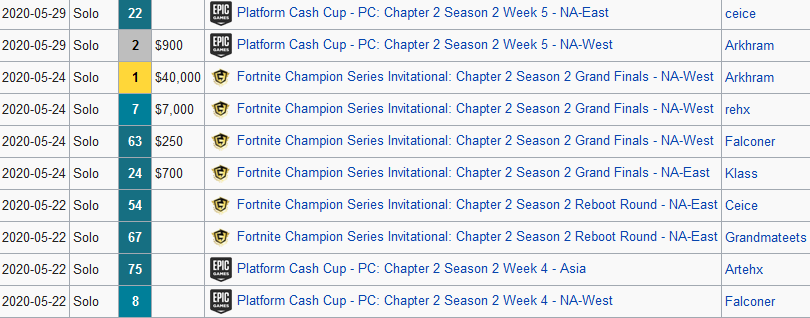 2020-05-29 Solo 22 EPIC GAMES Platform Cash Cup - PC: Chapter 2 Season 2 Week 5 - NA-East ceice
2020-05-29 Solo 2 $900 EPIC GAMES Platform Cash Cup - PC: Chapter 2 Season 2 Week 5 - NA-West Arkhram
2020-05-24 Solo 1 $40,000 Fortnite Champion Series Invitational: Chapter 2 Season 2 Grand Finals - NA-West Arkhram
2020-05-24 Solo 7 $7,000 Fortnite Champion Series Invitational: Chapter 2 Season 2 Grand Finals - NA-West rehx
2020-05-24 Solo 63 $250 Fortnite Champion Series Invitational: Chapter 2 Season 2 Grand Finals - NA-West Falconer
2020-05-24 Solo 24 $700 Fortnite Champion Series Invitational: Chapter 2 Season 2 Grand Finals - NA-East Klass
2020-05-22 Solo 54 Fortnite Champion Series Invitational: Chapter 2 Season 2 Reboot Round - NA-East Ceice
2020-05-22 Solo 67 Fortnite Champion Series Invitational: Chapter 2 Season 2 Reboot Round - NA-East Grandmateets
2020-05-22 Solo 75 EPIC GAMES Platform Cash Cup - PC: Chapter 2 Season 2 Week 4 - Asia Artehx
2020-05-22 Solo 8 EPIC GAMES Platform Cash Cup - PC: Chapter 2 Season 2 Week 4 - NA-West Falconer